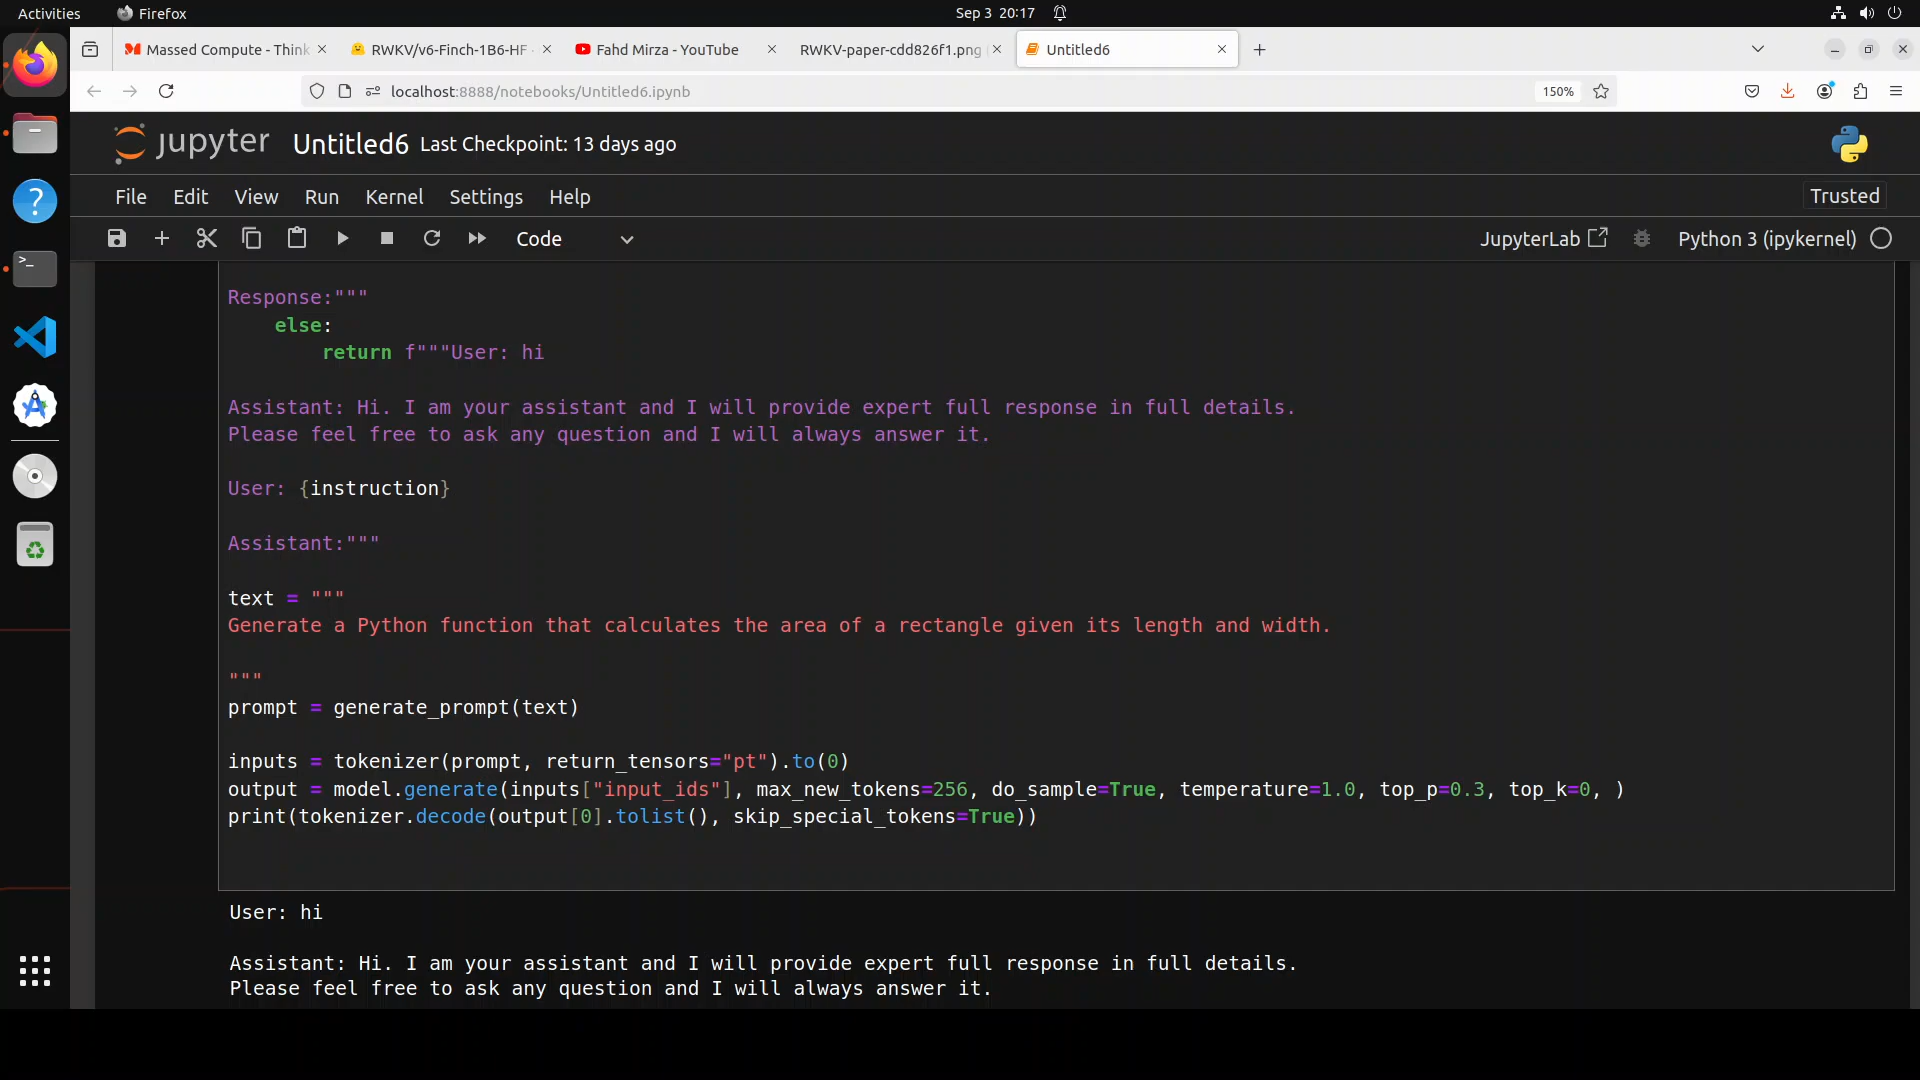 Activities
Firefox
Sep 3 20:17
Massed Compute - Think
RWKV/v6-Finch-1B6-HF
Fahd Mirza - YouTube
RWKV-paper-cdd826f1.png
Untitled6
localhost:8888/notebooks/Untitled6.ipynb
150%
jupyter Untitled6 Last Checkpoint: 13 days ago
File Edit View Run Kernel Settings Help
Trusted
Code
JupyterLab
Python 3 (ipykernel)
Response:"""
else:
return f"""User: hi
Assistant: Hi. I am your assistant and I will provide expert full response in full details.
Please feel free to ask any question and I will always answer it.
User: {instruction}
Assistant:"""
text = """
Generate a Python function that calculates the area of a rectangle given its length and width.
"""
prompt = generate_prompt(text)
inputs = tokenizer(prompt, return_tensors="pt").to(0)
output = model.generate(inputs["input_ids"], max_new_tokens=256, do_sample=True, temperature=1.0, top_p=0.3, top_k=0, )
print(tokenizer.decode(output[0].tolist(), skip_special_tokens=True))
User: hi
Assistant: Hi. I am your assistant and I will provide expert full response in full details.
Please feel free to ask any question and I will always answer it.